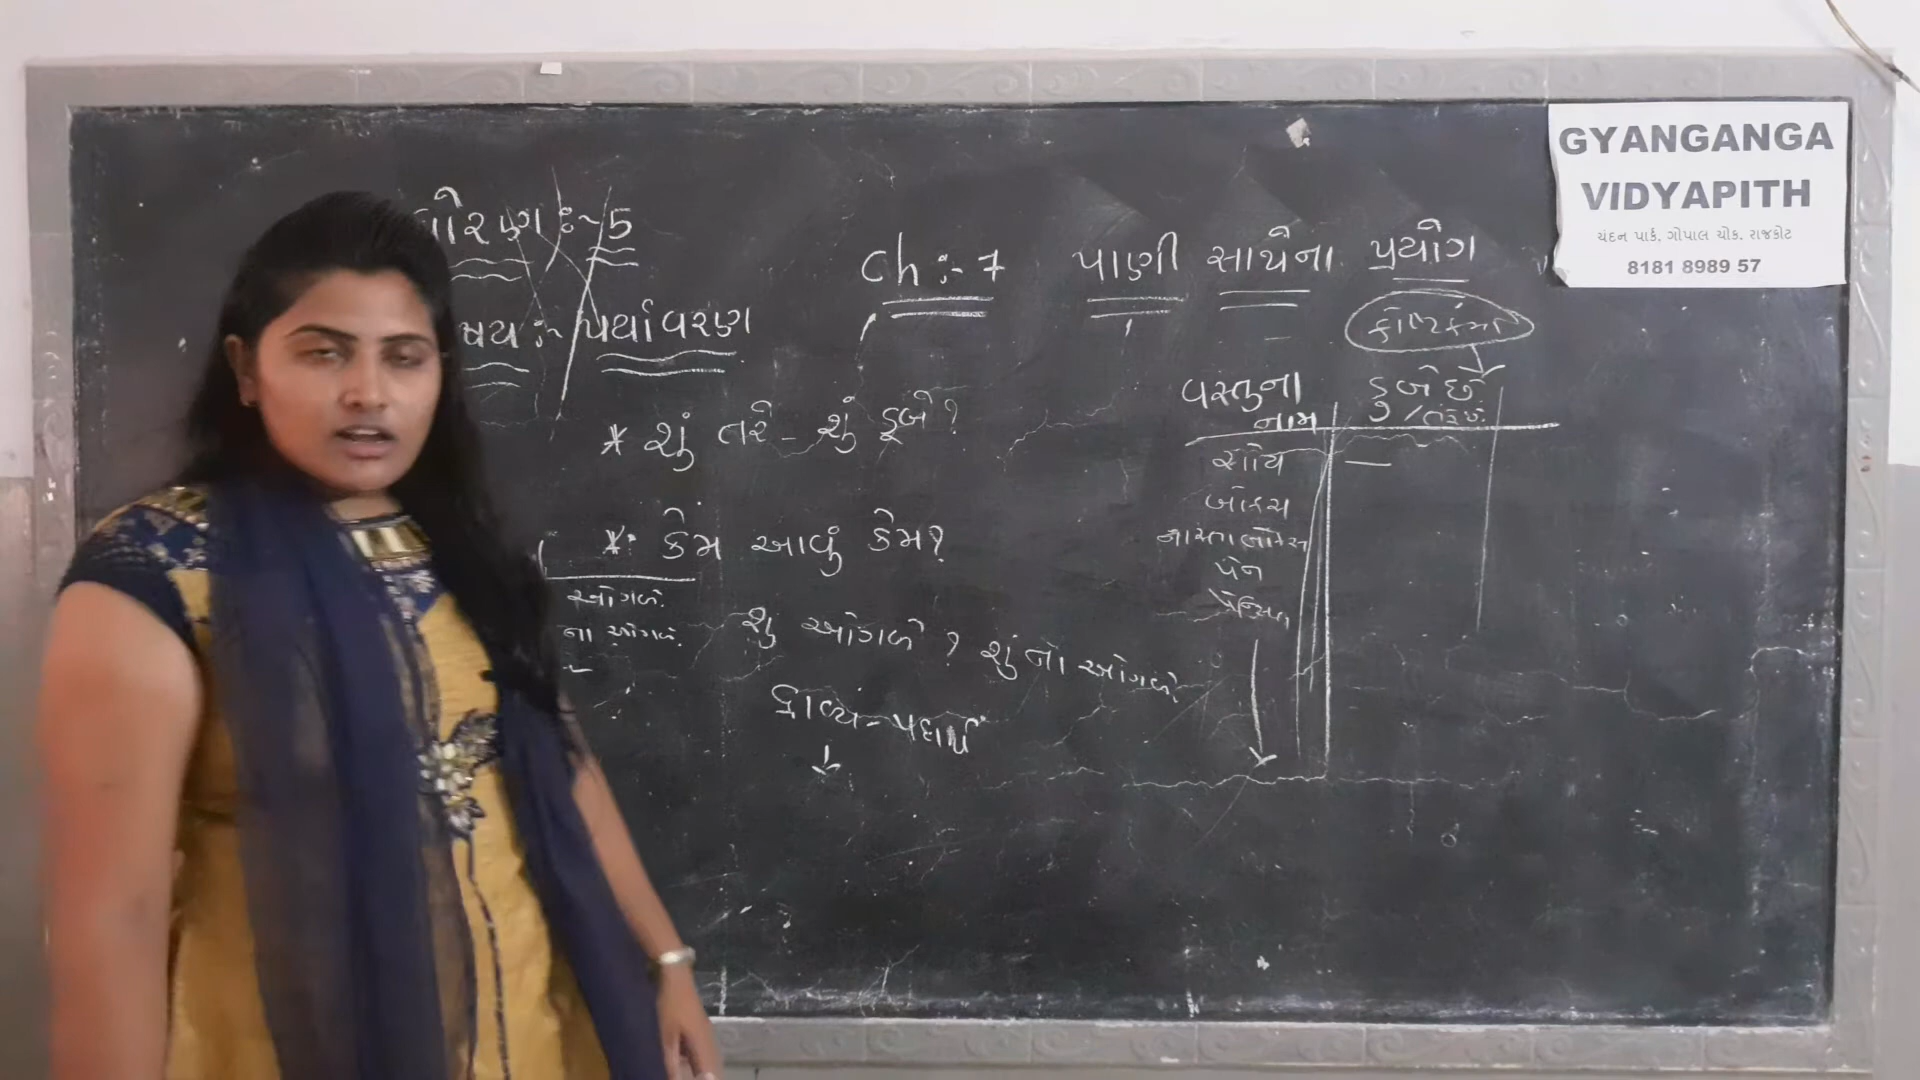 GYANGANGA
VIDYAPITH
ચંદન પાર્ક, ગોપાલ ચોક, રાજકોટ
8181 8989 57
ધોરણ :- 5
વિષય :- પર્યાવરણ
Ch :- 7 પાણી સાથેના પ્રયોગ
* શું તરે - શું ડૂબે?
* કેમ આવું કેમ?
ઓગળે.
ના ઓગળે.
શુ ઓગળે ? શું નો ઓગળે
દ્રાવ્ય - પદાર્થ
વસ્તુના ડુબે છે
નામ / તરે છે.
સોય —
બોક્સ
નાસ્તા બોક્સ
પેન
પેન્સિલ